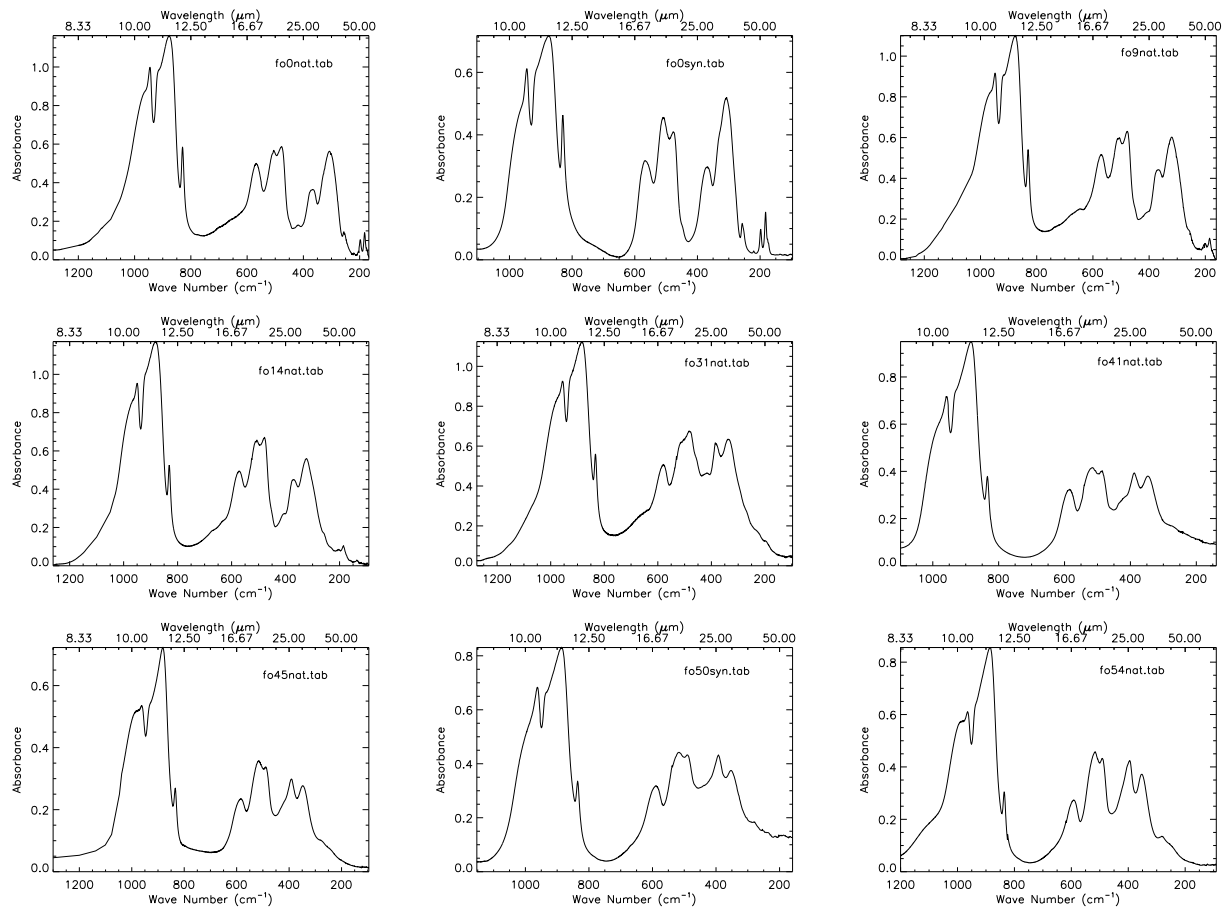 Wavelength (μm)
8.33 10.00 12.50 16.67 25.00 50.00
fo0nat.tab
Absorbance
1.0
0.8
0.6
0.4
0.2
0.0
1200 1000 800 600 400 200
Wave Number (cm⁻¹)
Wavelength (μm)
10.00 12.50 16.67 25.00 50.00
fo0syn.tab
Absorbance
0.6
0.4
0.2
0.0
1000 800 600 400 200
Wave Number (cm⁻¹)
Wavelength (μm)
8.33 10.00 12.50 16.67 25.00 50.00
fo9nat.tab
Absorbance
1.0
0.8
0.6
0.4
0.2
0.0
1200 1000 800 600 400 200
Wave Number (cm⁻¹)
Wavelength (μm)
8.33 10.00 12.50 16.67 25.00 50.00
fo14nat.tab
Absorbance
1.0
0.8
0.6
0.4
0.2
0.0
1200 1000 800 600 400 200
Wave Number (cm⁻¹)
Wavelength (μm)
8.33 10.00 12.50 16.67 25.00 50.00
fo31nat.tab
Absorbance
1.0
0.8
0.6
0.4
0.2
0.0
1200 1000 800 600 400 200
Wave Number (cm⁻¹)
Wavelength (μm)
10.00 12.50 16.67 25.00 50.00
fo41nat.tab
Absorbance
0.8
0.6
0.4
0.2
0.0
1000 800 600 400 200
Wave Number (cm⁻¹)
Wavelength (μm)
8.33 10.00 12.50 16.67 25.00 50.00
fo45nat.tab
Absorbance
0.6
0.4
0.2
0.0
1200 1000 800 600 400 200
Wave Number (cm⁻¹)
Wavelength (μm)
10.00 12.50 16.67 25.00 50.00
fo50syn.tab
Absorbance
0.8
0.6
0.4
0.2
0.0
1000 800 600 400 200
Wave Number (cm⁻¹)
Wavelength (μm)
8.33 10.00 12.50 16.67 25.00 50.00
fo54nat.tab
Absorbance
0.8
0.6
0.4
0.2
0.0
1200 1000 800 600 400 200
Wave Number (cm⁻¹)